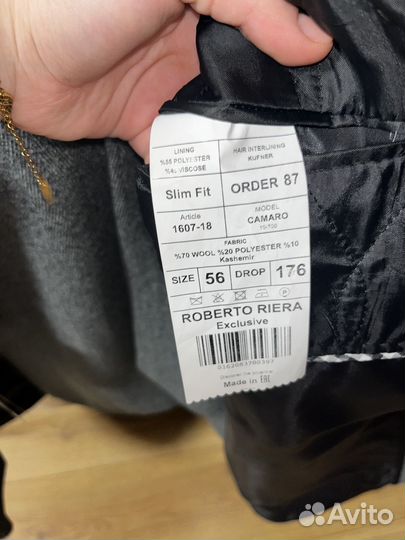 LINING
HAIR INTERLINING
%55 POLYESTER
KUFNER
%45 VISCOSE
Slim Fit
ORDER 87
Article
MODEL
1607-18
CAMARO
FABRIC
%70 WOOL %20 POLYESTER %10
Kashemir
SIZE 56 DROP 176
ROBERTO RIERA
Exclusive
Made in EAC
Avito